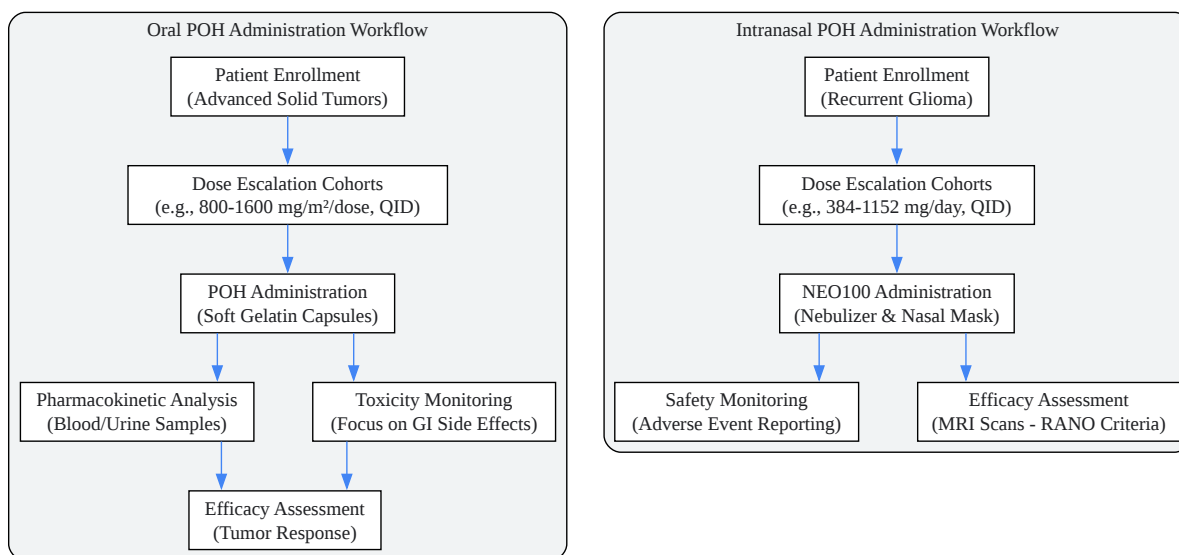 Oral POH Administration Workflow
Patient Enrollment
(Advanced Solid Tumors)
Dose Escalation Cohorts
(e.g., 800-1600 mg/m²/dose, QID)
POH Administration
(Soft Gelatin Capsules)
Pharmacokinetic Analysis
(Blood/Urine Samples)
Toxicity Monitoring
(Focus on GI Side Effects)
Efficacy Assessment
(Tumor Response)
Intranasal POH Administration Workflow
Patient Enrollment
(Recurrent Glioma)
Dose Escalation Cohorts
(e.g., 384-1152 mg/day, QID)
NEO100 Administration
(Nebulizer & Nasal Mask)
Safety Monitoring
(Adverse Event Reporting)
Efficacy Assessment
(MRI Scans - RANO Criteria)